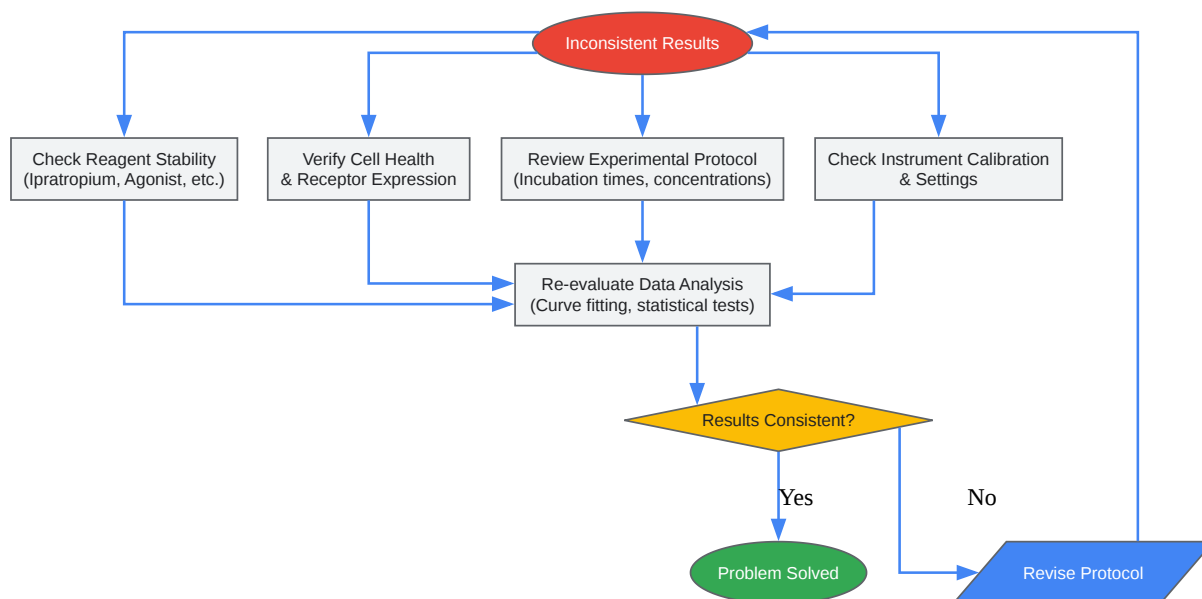 Inconsistent Results
Check Reagent Stability
(Ipratropium, Agonist, etc.)
Verify Cell Health
& Receptor Expression
Review Experimental Protocol
(Incubation times, concentrations)
Check Instrument Calibration
& Settings
Re-evaluate Data Analysis
(Curve fitting, statistical tests)
Results Consistent?
Yes
No
Problem Solved
Revise Protocol